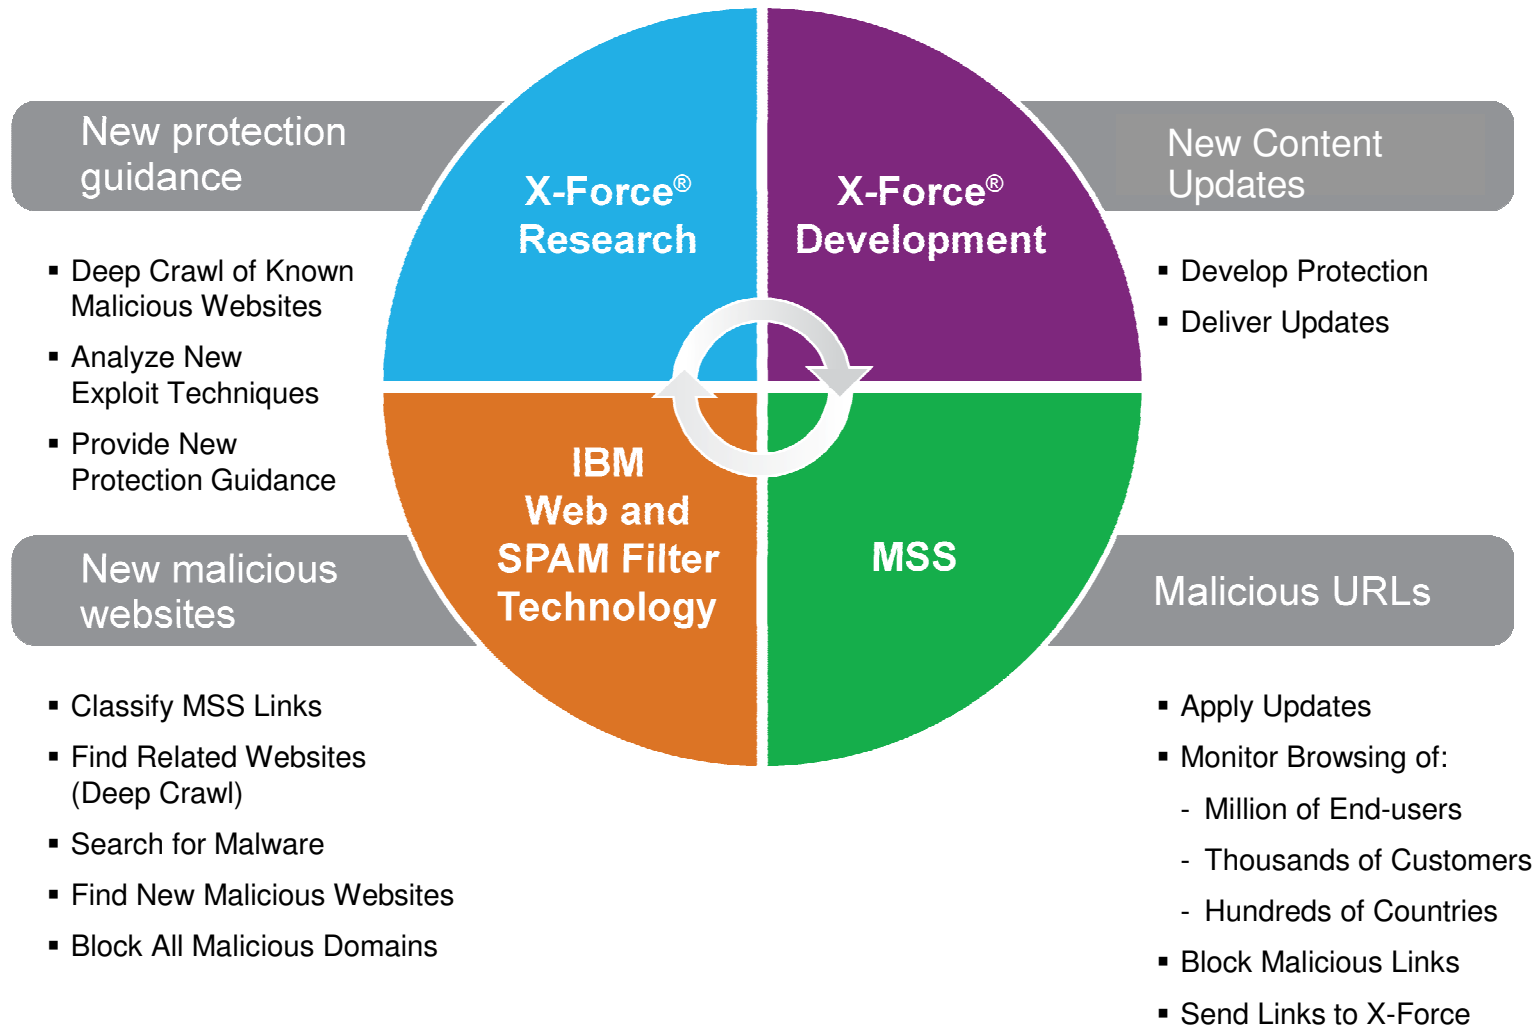 New protection
guidance
▪ Deep Crawl of Known
Malicious Websites
▪ Analyze New
Exploit Techniques
▪ Provide New
Protection Guidance
X-Force®
Research
X-Force®
Development
New Content
Updates
▪ Develop Protection
▪ Deliver Updates
New malicious
websites
▪ Classify MSS Links
▪ Find Related Websites
(Deep Crawl)
▪ Search for Malware
▪ Find New Malicious Websites
▪ Block All Malicious Domains
IBM
Web and
SPAM Filter
Technology
MSS
Malicious URLs
▪ Apply Updates
▪ Monitor Browsing of:
- Million of End-users
- Thousands of Customers
- Hundreds of Countries
▪ Block Malicious Links
▪ Send Links to X-Force